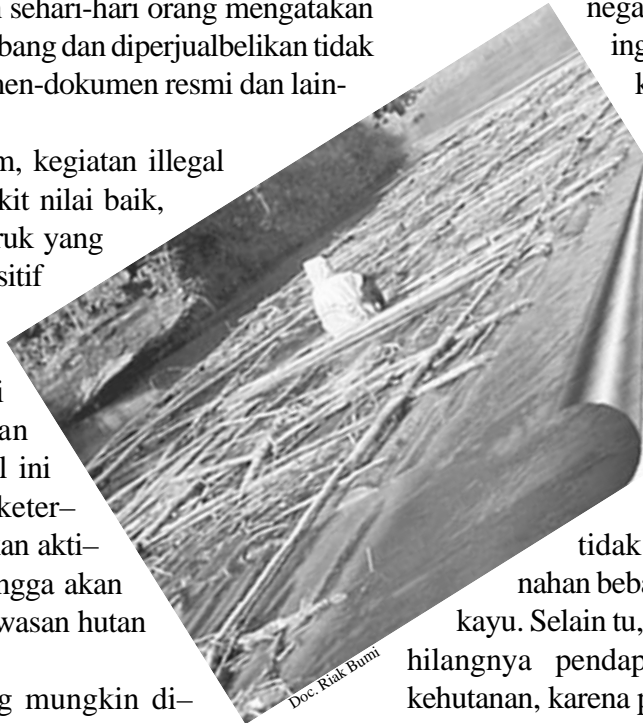 sehari-hari orang mengatakan
bang dan diperjualbelikan tidak
men-dokumen resmi dan lain-
m, kegiatan illegal
kit nilai baik,
ruk yang
sitif
i
an
l ini
keter–
an akti–
ngga akan
wasan hutan
g mungkin di–
nega
ing
k
tidak
nahan beba
kayu. Selain tu,
hilangnya pendap
kehutanan, karena p
Doc. Riak Bumi